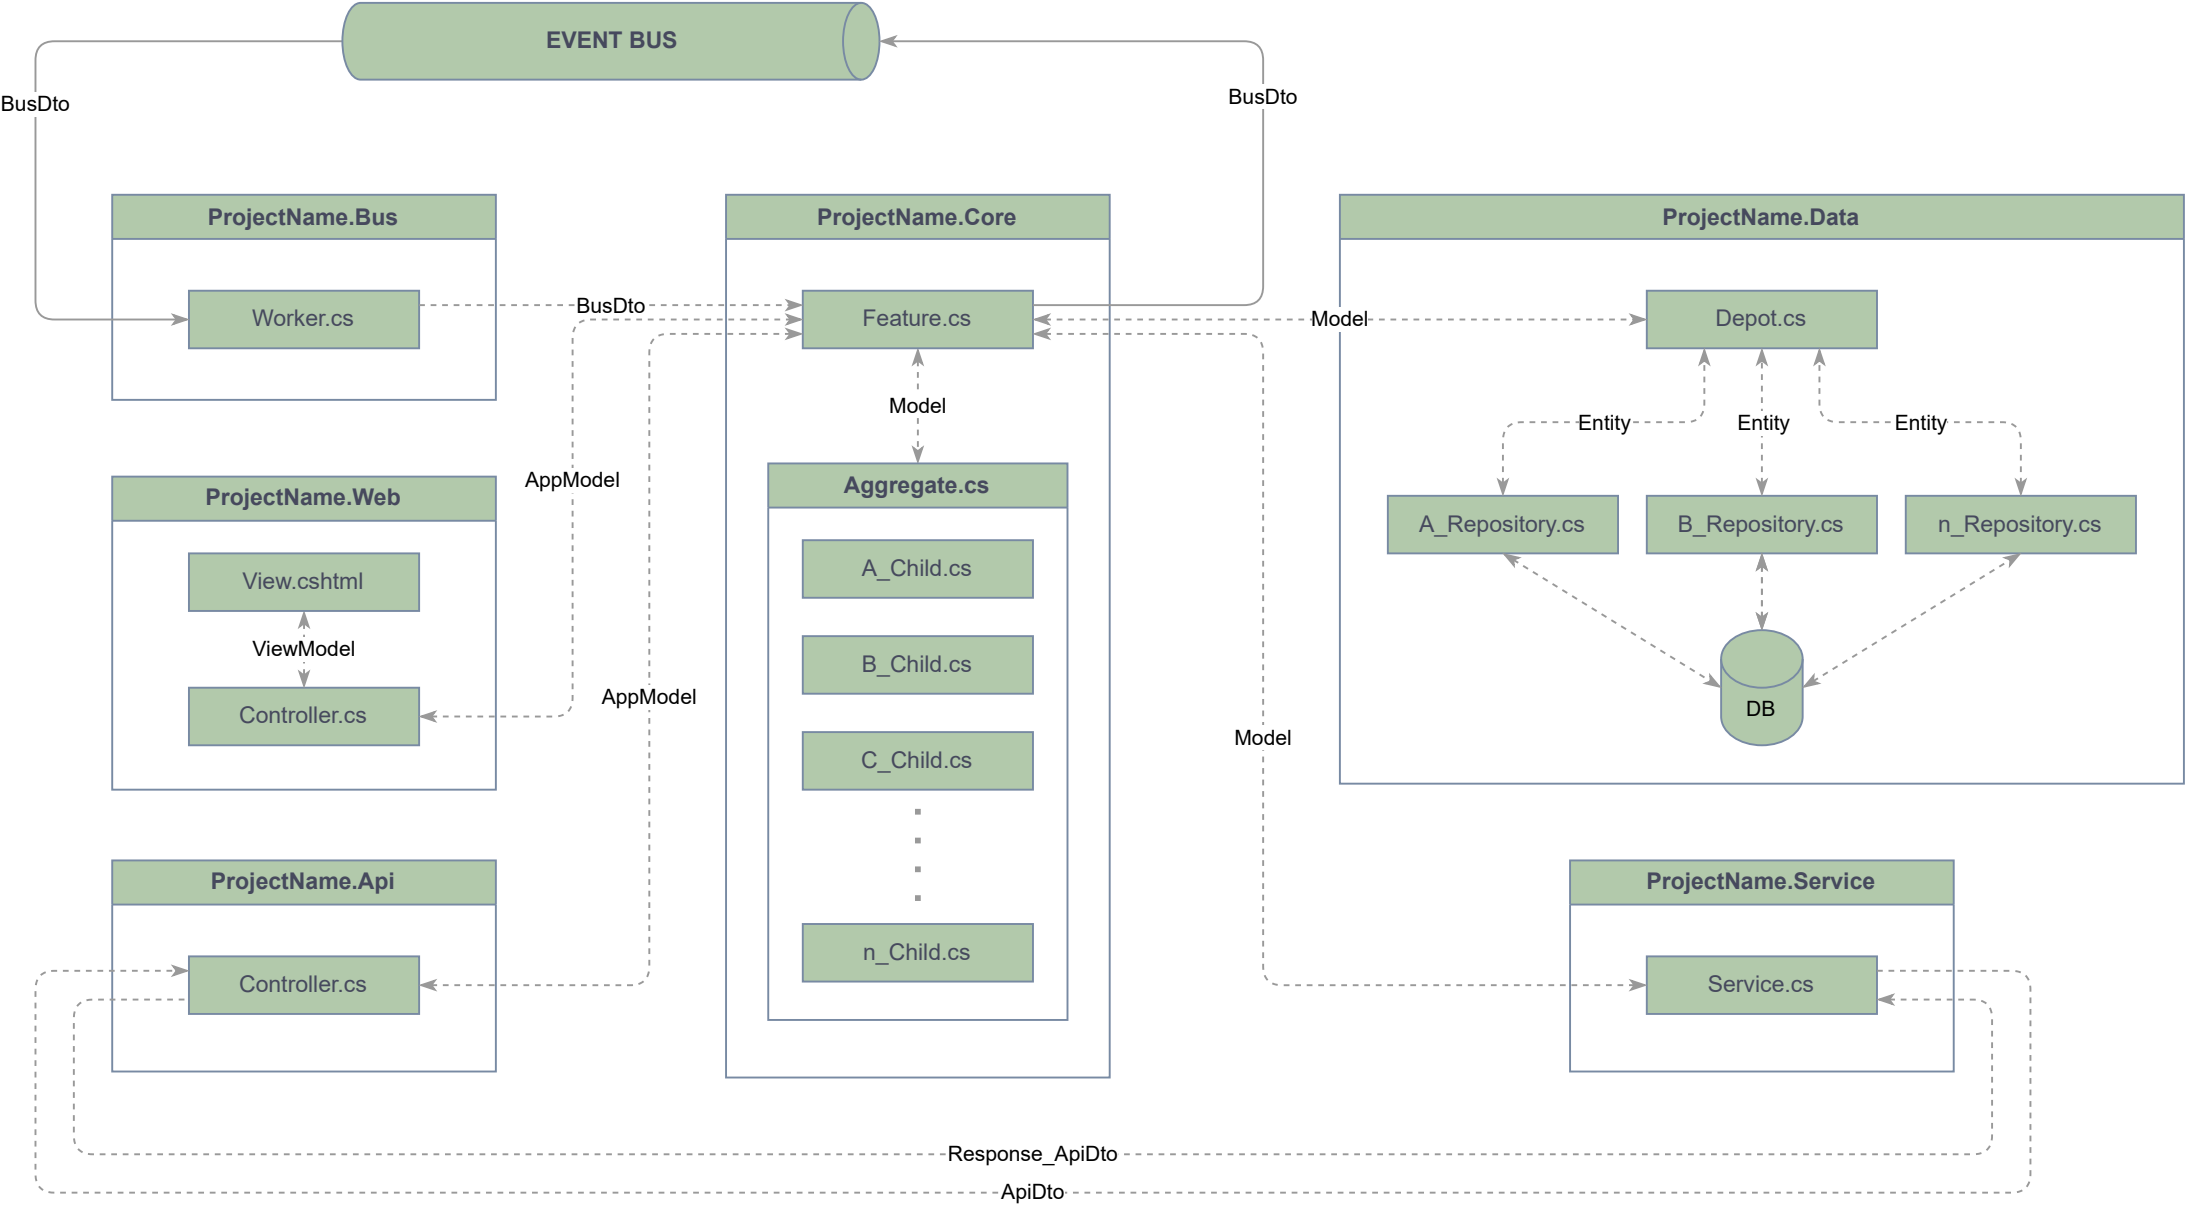 EVENT BUS
BusDto
BusDto
ProjectName.Bus
Worker.cs
BusDto
ProjectName.Core
Feature.cs
Model
Aggregate.cs
A_Child.cs
B_Child.cs
C_Child.cs
n_Child.cs
ProjectName.Data
Model
Depot.cs
Entity
Entity
Entity
A_Repository.cs
B_Repository.cs
n_Repository.cs
DB
ProjectName.Web
View.cshtml
ViewModel
Controller.cs
AppModel
AppModel
Model
ProjectName.Api
Controller.cs
ProjectName.Service
Service.cs
Response_ApiDto
ApiDto